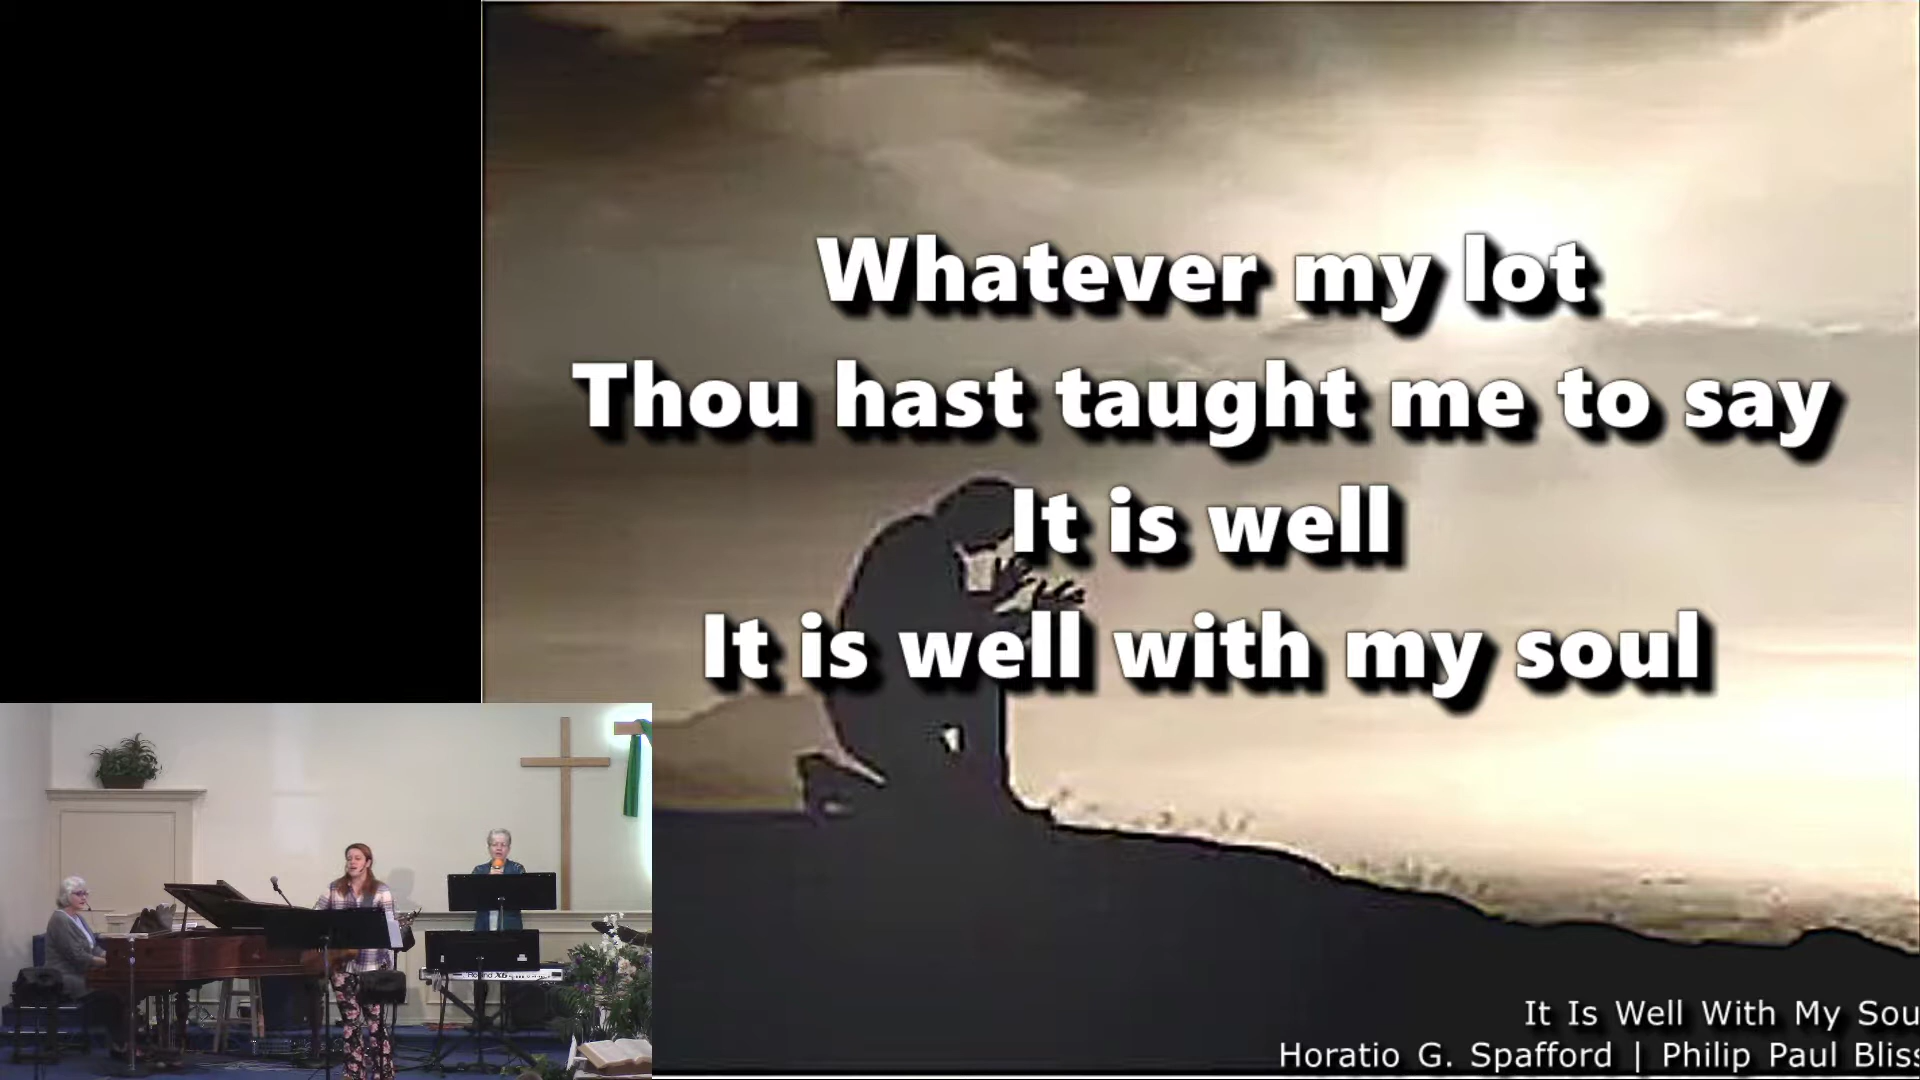 Whatever my lot
Thou hast taught me to say
It is well
It is well with my soul
It Is Well With My Sou
Horatio G. Spafford | Philip Paul Bliss
Roland